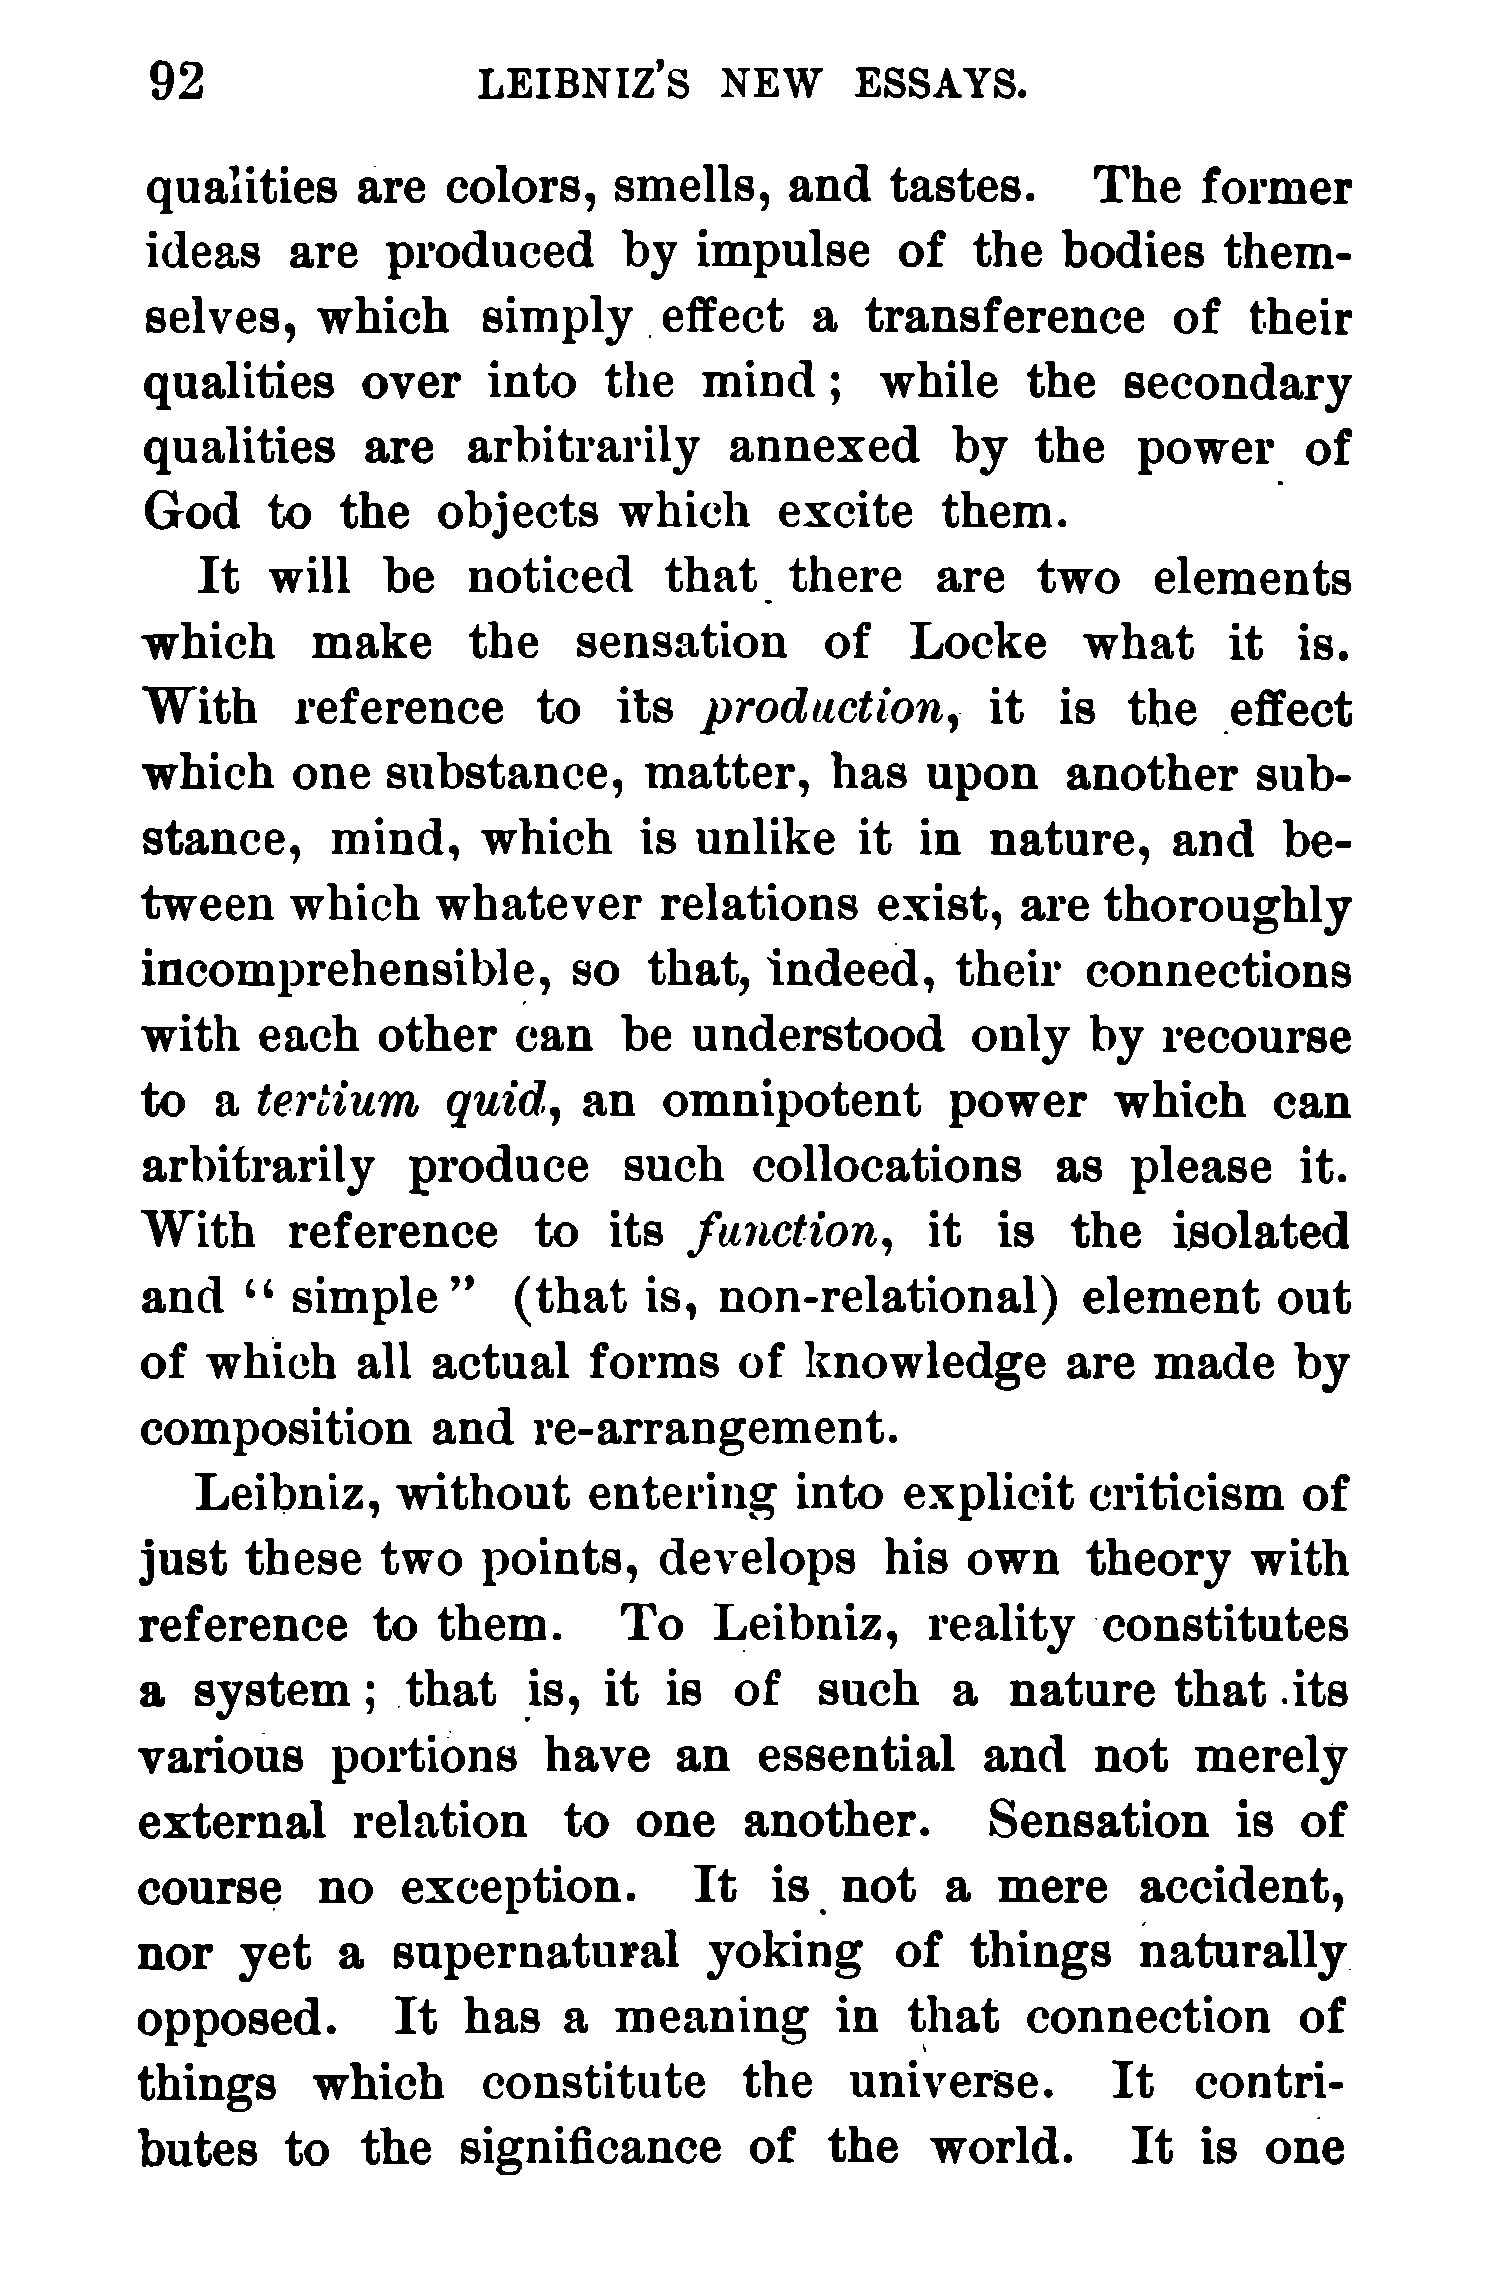 92 LEIBNIZ'S NEW ESSAYS.
qualities are colors, smells, and tastes. The former
ideas are produced by impulse of the bodies them-
selves, which simply effect a transference of their
qualities over into the mind; while the secondary
qualities are arbitrarily annexed by the power of
God to the objects which excite them.
It will be noticed that there are two elements
which make the sensation of Locke what it is.
With reference to its production, it is the effect
which one substance, matter, has upon another sub-
stance, mind, which is unlike it in nature, and be-
tween which whatever relations exist, are thoroughly
incomprehensible, so that, indeed, their connections
with each other can be understood only by recourse
to a tertium quid, an omnipotent power which can
arbitrarily produce such collocations as please it.
With reference to its function, it is the isolated
and "simple" (that is, non-relational) element out
of which all actual forms of knowledge are made by
composition and re-arrangement.
Leibniz, without entering into explicit criticism of
just these two points, develops his own theory with
reference to them. To Leibniz, reality constitutes
a system; that is, it is of such a nature that its
various portions have an essential and not merely
external relation to one another. Sensation is of
course no exception. It is not a mere accident,
nor yet a supernatural yoking of things naturally
opposed. It has a meaning in that connection of
things which constitute the universe. It contri-
butes to the significance of the world. It is one